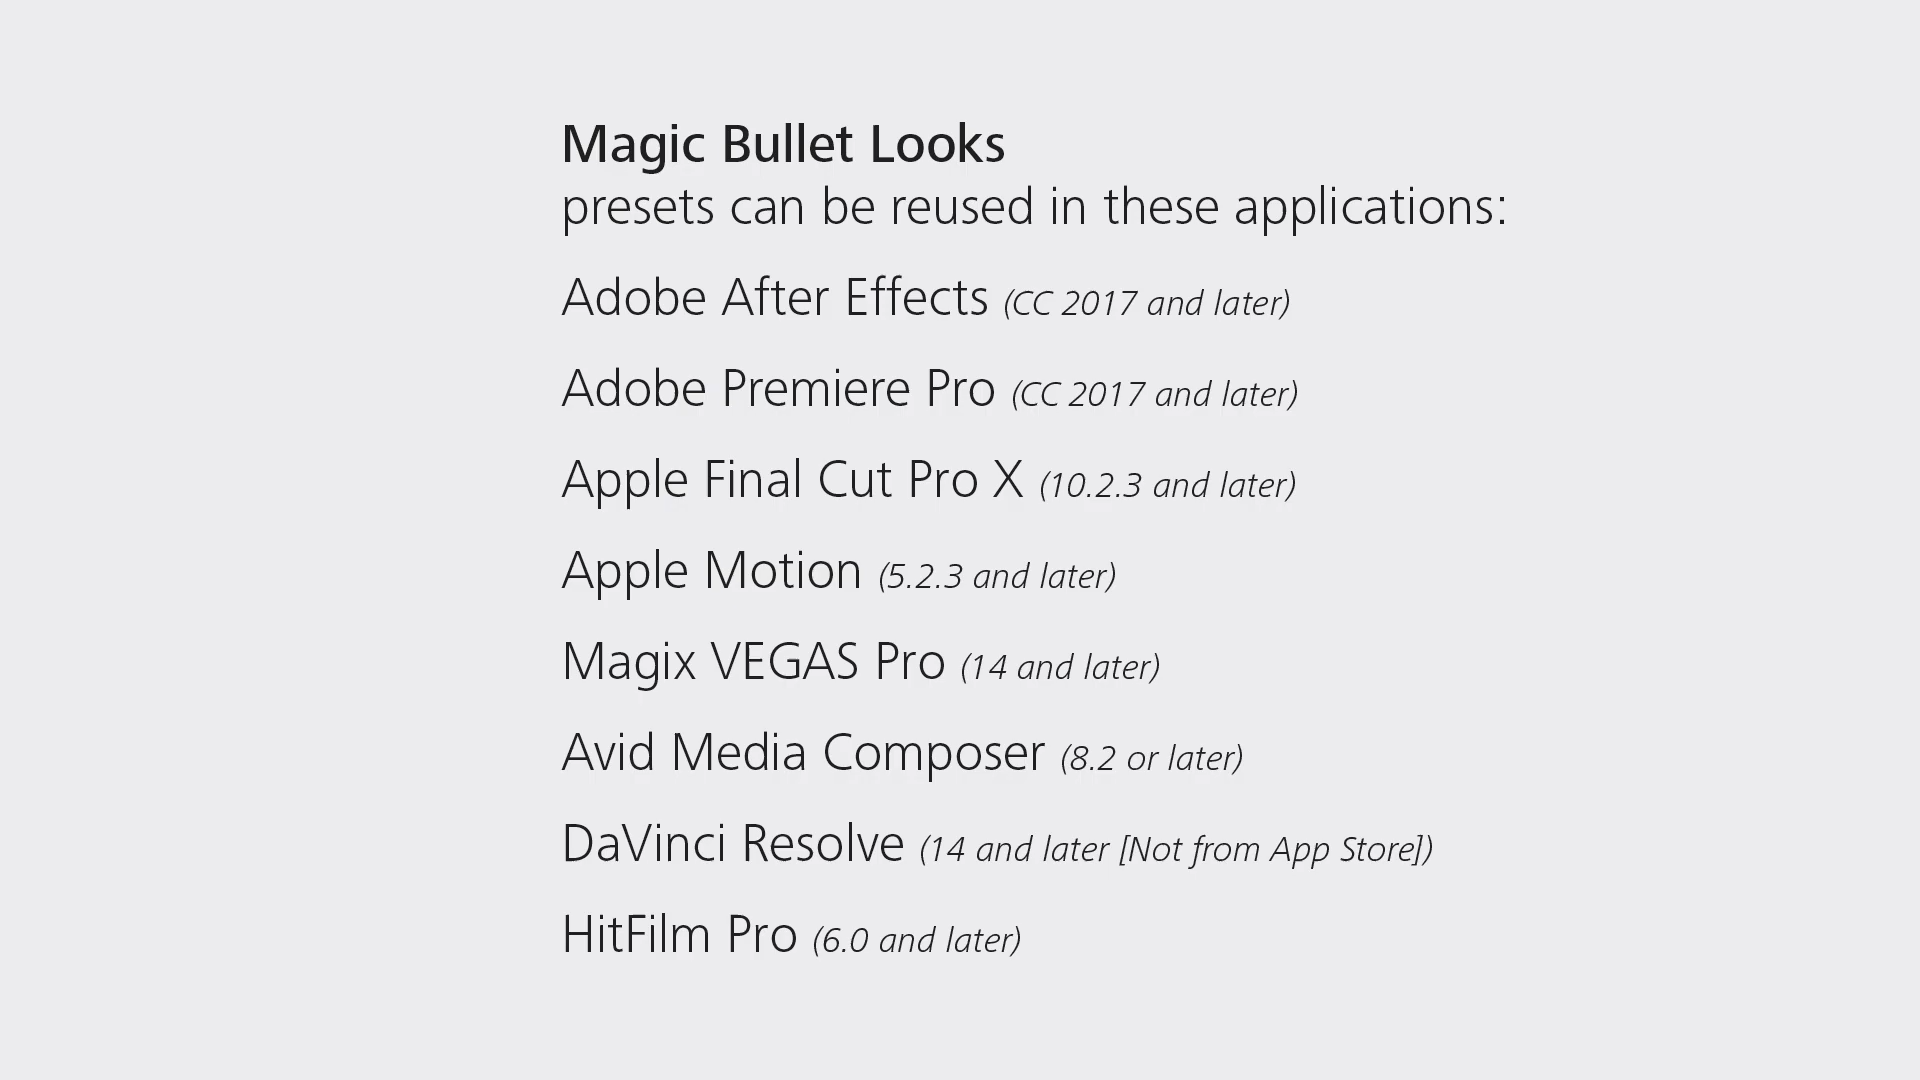 Magic Bullet Looks
presets can be reused in these applications:
Adobe After Effects (CC 2017 and later)
Adobe Premiere Pro (CC 2017 and later)
Apple Final Cut Pro X (10.2.3 and later)
Apple Motion (5.2.3 and later)
Magix VEGAS Pro (14 and later)
Avid Media Composer (8.2 or later)
DaVinci Resolve (14 and later [Not from App Store])
HitFilm Pro (6.0 and later)